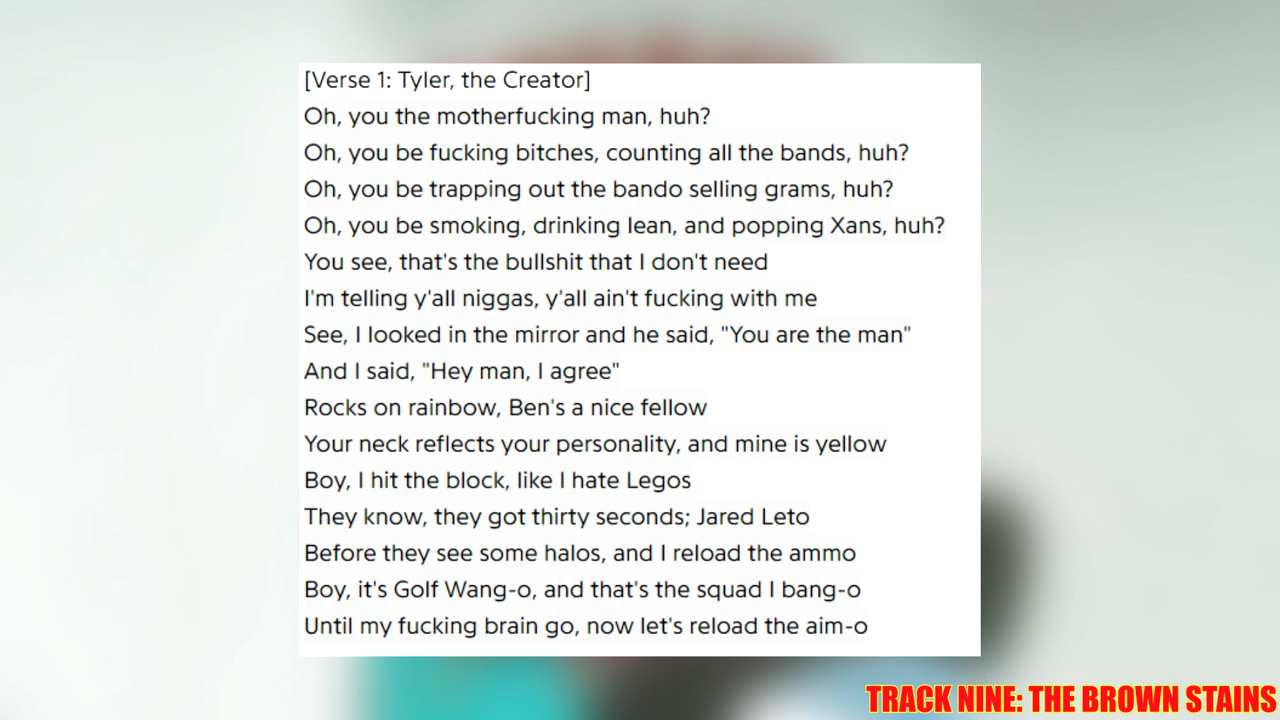 [Verse 1: Tyler, the Creator]
Oh, you the motherfucking man, huh?
Oh, you be fucking bitches, counting all the bands, huh?
Oh, you be trapping out the bando selling grams, huh?
Oh, you be smoking, drinking lean, and popping Xans, huh?
You see, that's the bullshit that I don't need
I'm telling y'all niggas, y'all ain't fucking with me
See, I looked in the mirror and he said, "You are the man"
And I said, "Hey man, I agree"
Rocks on rainbow, Ben's a nice fellow
Your neck reflects your personality, and mine is yellow
Boy, I hit the block, like I hate Legos
They know, they got thirty seconds; Jared Leto
Before they see some halos, and I reload the ammo
Boy, it's Golf Wang-o, and that's the squad I bang-o
Until my fucking brain go, now let's reload the aim-o
TRACK NINE: THE BROWN STAINS